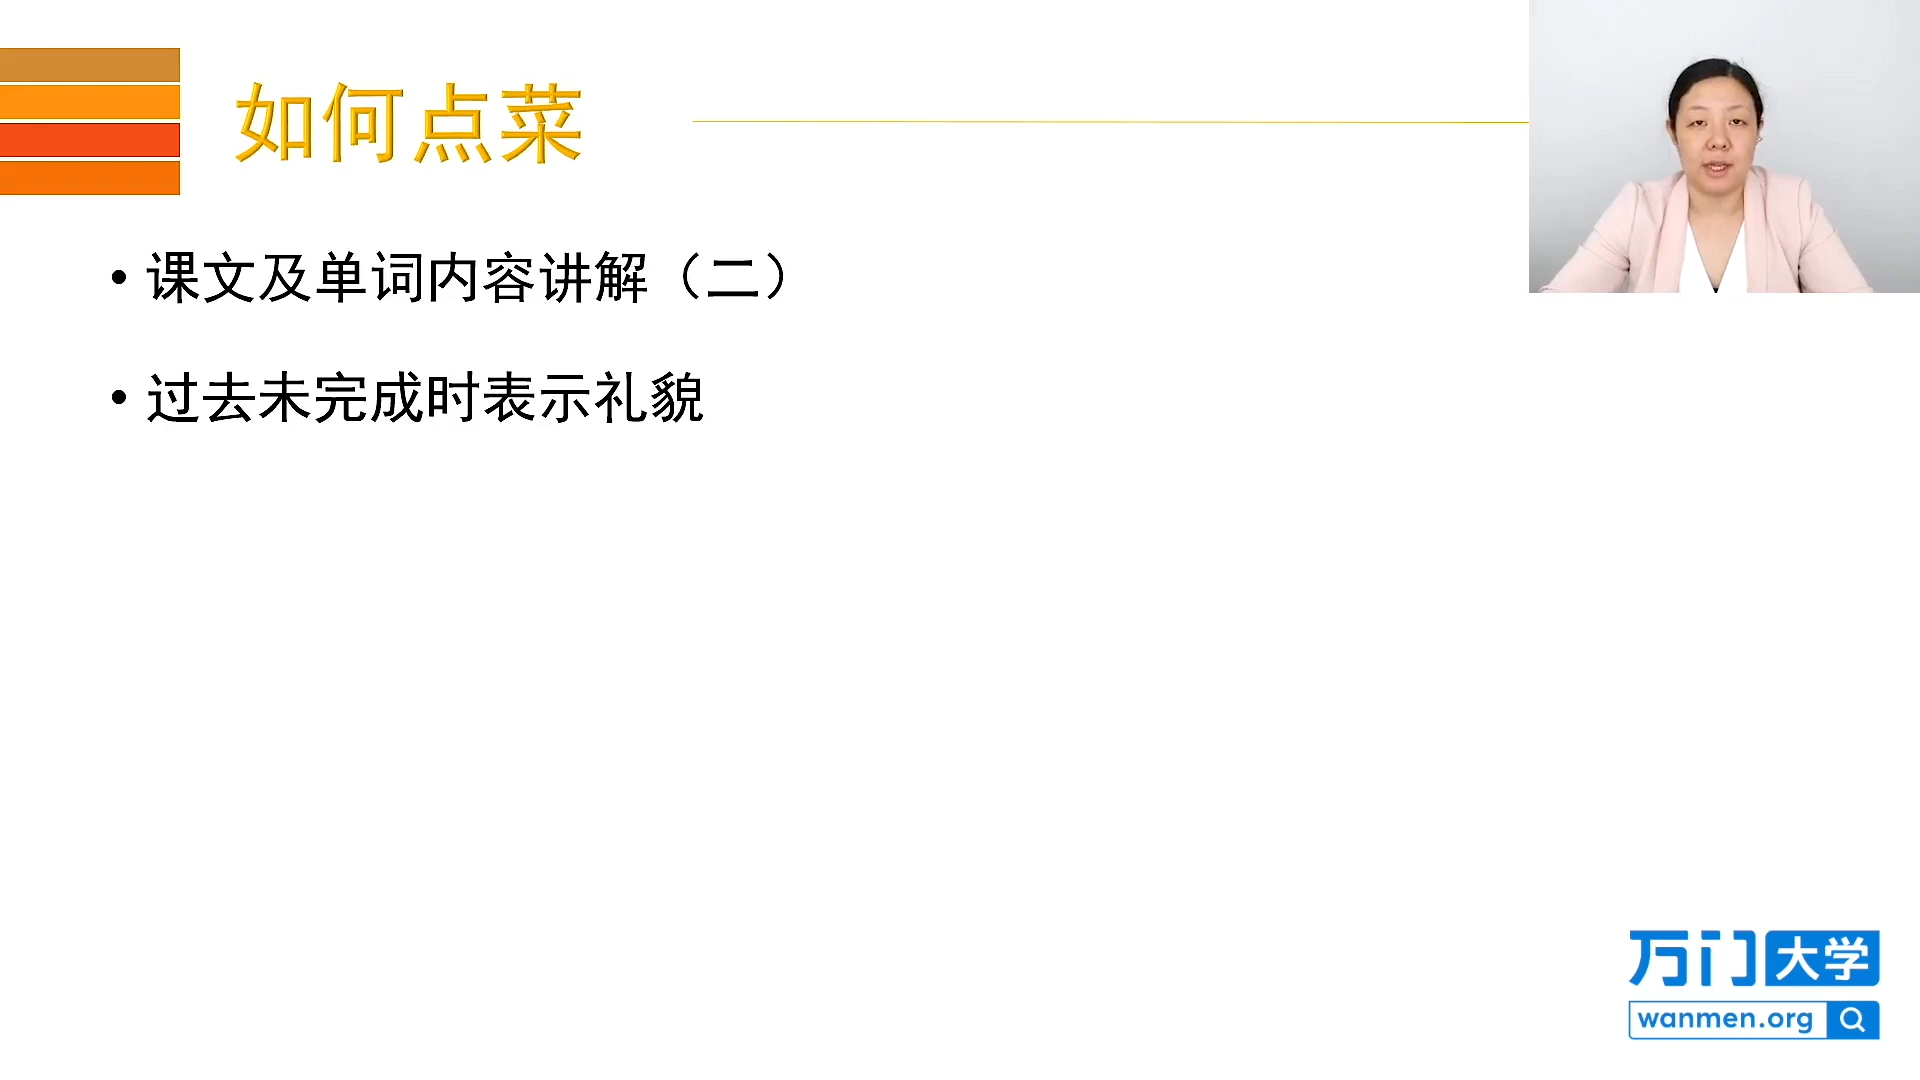 如何点菜
• 课文及单词内容讲解（二）
• 过去未完成时表示礼貌
万门大学
wanmen.org